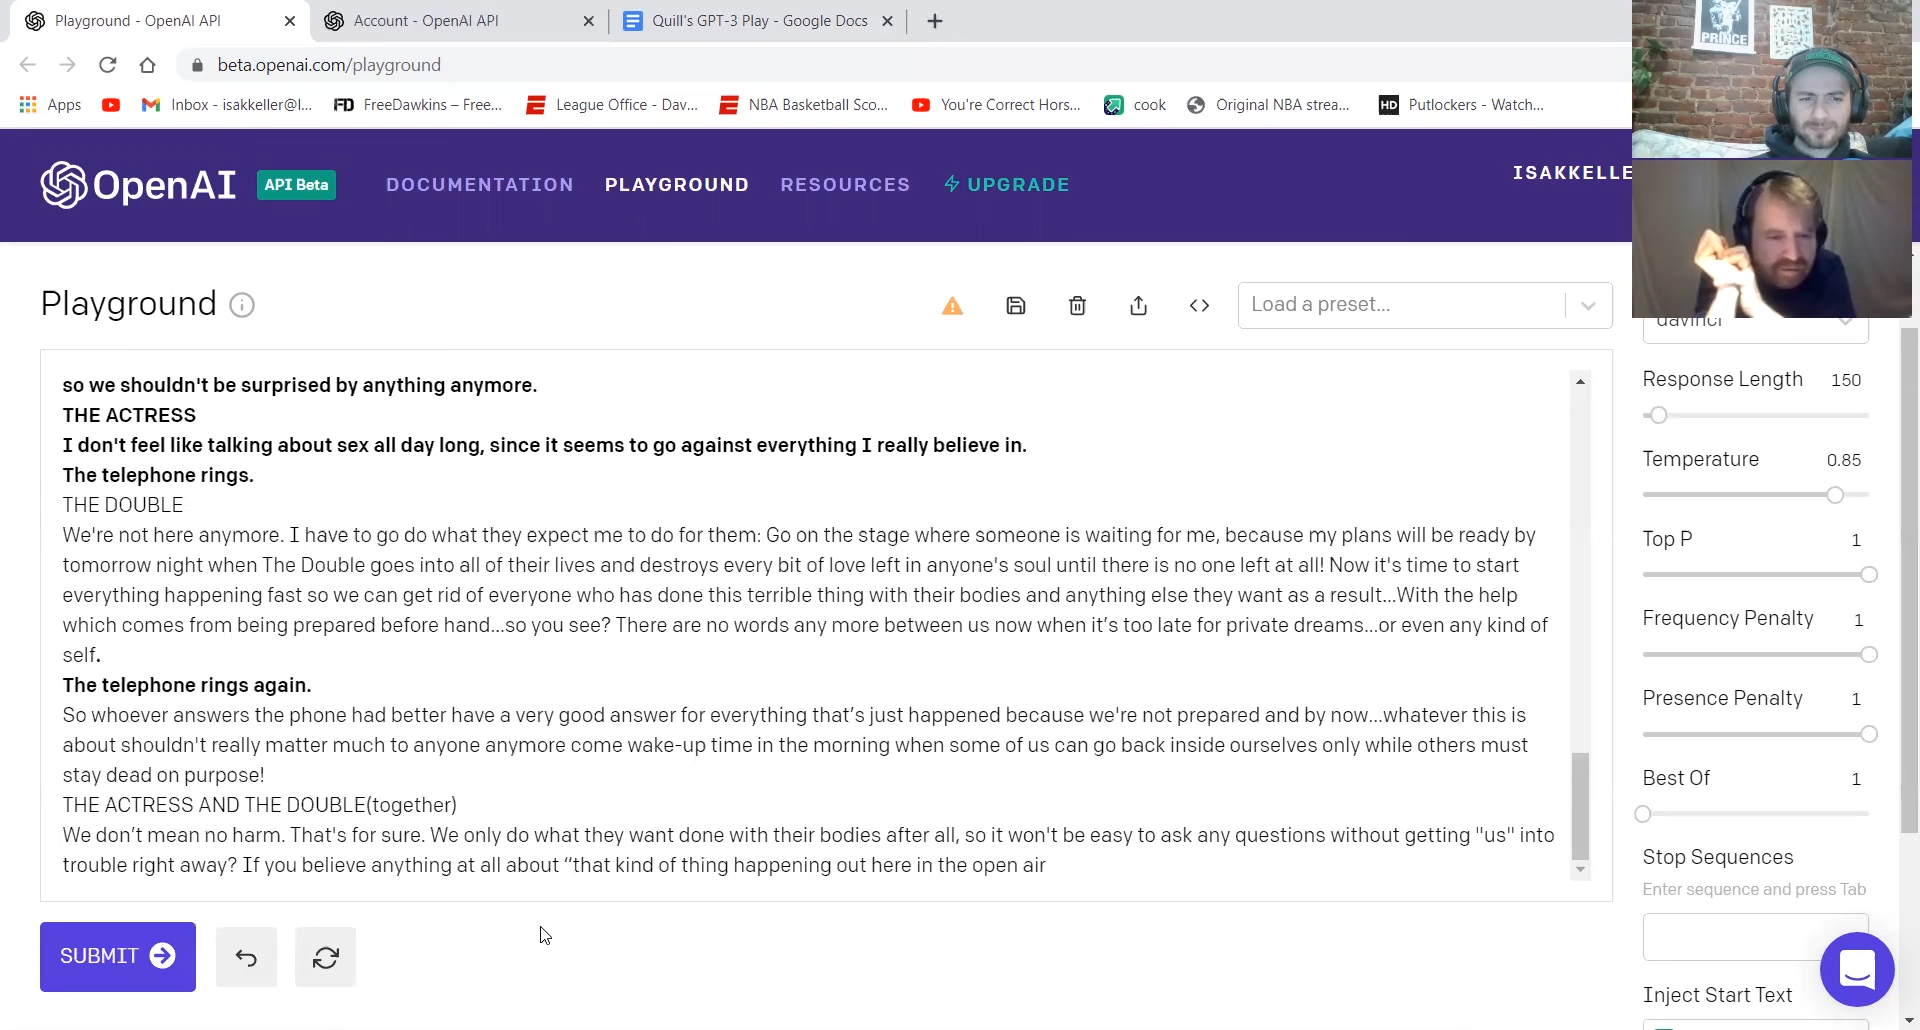 Playground - OpenAI API
Account - OpenAI API
Quill's GPT-3 Play - Google Docs
beta.openai.com/playground
Apps
Inbox - isakkeller@l...
FD FreeDawkins – Free...
League Office - Dav...
NBA Basketball Sco...
You're Correct Hors...
cook
Original NBA strea...
HD Putlockers - Watch...
PRINCE
OpenAI
API Beta
DOCUMENTATION
PLAYGROUND
RESOURCES
UPGRADE
ISAKKELLE
Playground
Load a preset...
davinci
so we shouldn't be surprised by anything anymore.
THE ACTRESS
I don't feel like talking about sex all day long, since it seems to go against everything I really believe in.
The telephone rings.
THE DOUBLE
We're not here anymore. I have to go do what they expect me to do for them: Go on the stage where someone is waiting for me, because my plans will be ready by
tomorrow night when The Double goes into all of their lives and destroys every bit of love left in anyone's soul until there is no one left at all! Now it's time to start
everything happening fast so we can get rid of everyone who has done this terrible thing with their bodies and anything else they want as a result...With the help
which comes from being prepared before hand...so you see? There are no words any more between us now when it’s too late for private dreams...or even any kind of
self.
The telephone rings again.
So whoever answers the phone had better have a very good answer for everything that’s just happened because we're not prepared and by now...whatever this is
about shouldn't really matter much to anyone anymore come wake-up time in the morning when some of us can go back inside ourselves only while others must
stay dead on purpose!
THE ACTRESS AND THE DOUBLE(together)
We don’t mean no harm. That's for sure. We only do what they want done with their bodies after all, so it won't be easy to ask any questions without getting "us" into
trouble right away? If you believe anything at all about “that kind of thing happening out here in the open air
SUBMIT
Response Length 150
Temperature 0.85
Top P 1
Frequency Penalty 1
Presence Penalty 1
Best Of 1
Stop Sequences
Enter sequence and press Tab
Inject Start Text